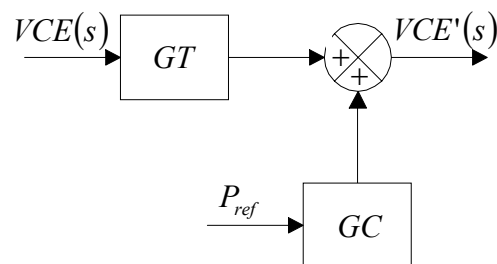 VCE(s)
GT
+
+
VCE'(s)
P_ref
GC